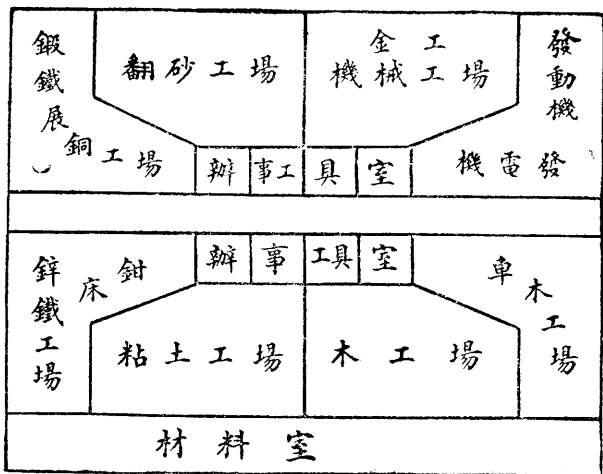 鍛鐵展
銅工場
翻砂工場
金工
機械工場
發動機
發電機
辦事工具室
辦事工具室
鋅鐵工場
鉗床
車木工場
粘土工場
木工場
材料室